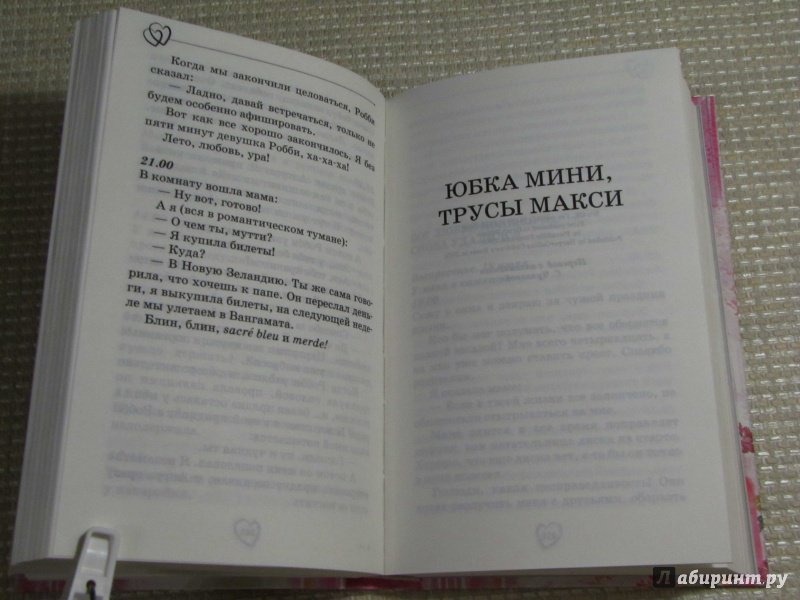 Когда мы закончили целоваться, Робби
сказал:
— Ладно, давай встречаться, только не
будем особенно афишировать.
Вот как все хорошо закончилось. Я без
пяти минут девушка Робби, ха-ха-ха!
Лето, любовь, ура!
21.00
В комнату вошла мама:
— Ну вот, готово!
А я (вся в романтическом тумане):
— О чем ты, мутти?
— Я купила билеты!
— Куда?
— В Новую Зеландию. Ты же сама гово-
рила, что хочешь к папе. Он переслал день-
ги, я выкупила билеты, на следующей неде-
ле мы улетаем в Вангамата.
Блин, блин, sacré bleu и merde!
ЮБКА МИНИ,
ТРУСЫ МАКСИ
Лабиринт.ру